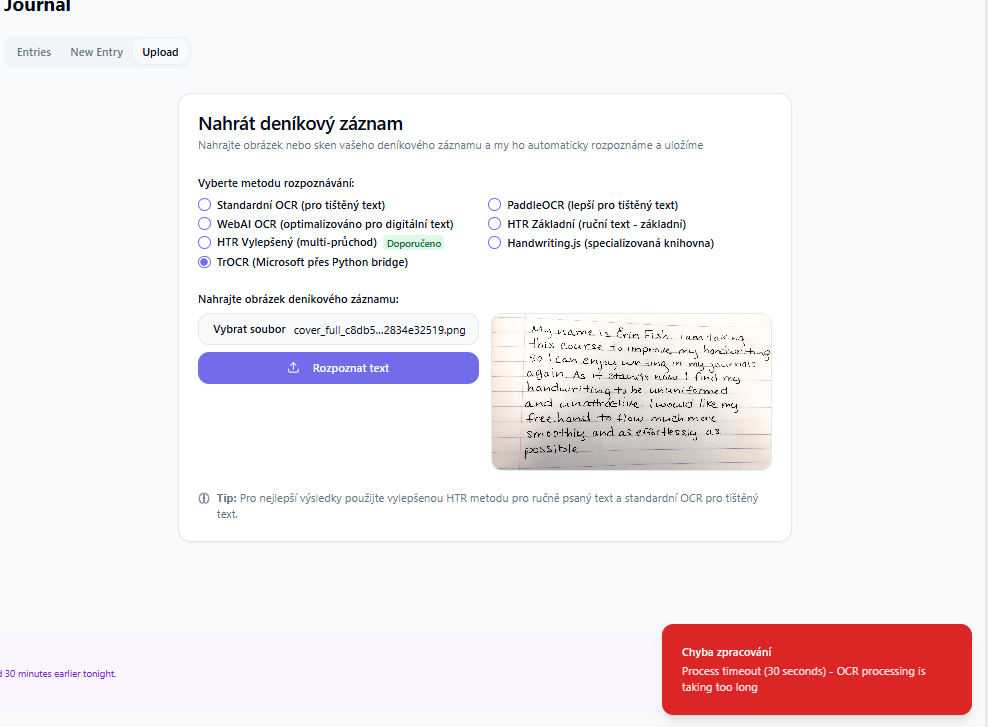 Journal
Entries New Entry Upload
Nahrát deníkový záznam
Nahrajte obrázek nebo sken vašeho deníkového záznamu a my ho automaticky rozpoznáme a uložíme
Vyberte metodu rozpoznávání:
Standardní OCR (pro tištěný text) PaddleOCR (lepší pro tištěný text)
WebAI OCR (optimalizováno pro digitální text) HTR Základní (ruční text - základní)
HTR Vylepšený (multi-průchod) Doporučeno Handwriting.js (specializovaná knihovna)
TrOCR (Microsoft přes Python bridge)
Nahrajte obrázek deníkového záznamu:
Vybrat soubor cover_full_c8db5...2834e32519.png
Rozpoznat text
My name is Erin Fish. I am taking
this course to improve my handwriting
so I can enjoy writing in my journals
again. As it stands now I find my
handwriting to be ununiformed
and unattractive. I would like my
free hand to flow much more
smoothly and as effortlessly as
possible
Tip: Pro nejlepší výsledky použijte vylepšenou HTR metodu pro ručně psaný text a standardní OCR pro tištěný
text.
30 minutes earlier tonight.
Chyba zpracování
Process timeout (30 seconds) - OCR processing is
taking too long